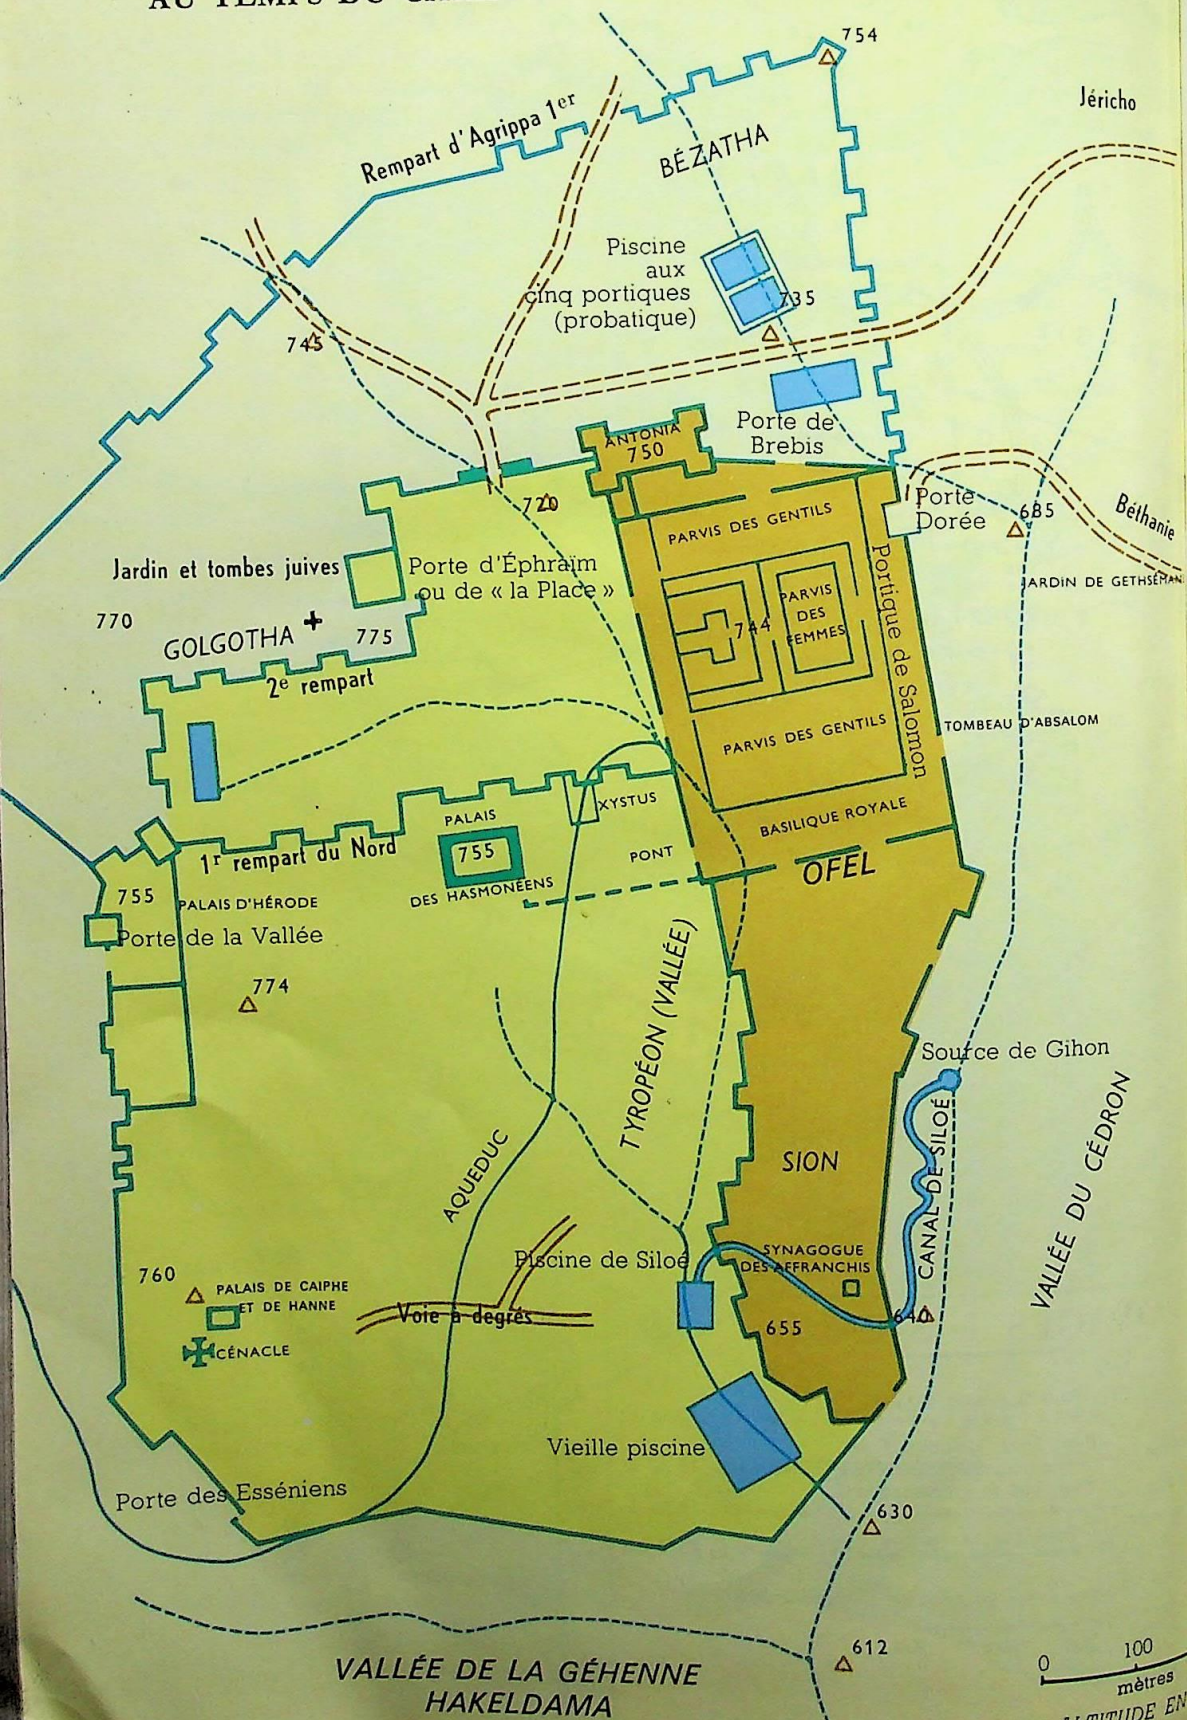 AU TEMPS DU
754
Jéricho
Rempart d'Agrippa 1er
BÉZATHA
Piscine
aux
cinq portiques
(probatique)
735
745
Porte de
Brebis
ANTONIA
750
720
PARVIS DES GENTILS
Porte
Dorée
685
Béthanie
Jardin et tombes juives
Porte d'Éphraïm
ou de « la Place »
JARDIN DE GETHSÉMAN
770
GOLGOTHA
775
744
PARVIS
DES
FEMMES
Portique de Salomon
2e rempart
PARVIS DES GENTILS
TOMBEAU D'ABSALOM
XYSTUS
PALAIS
755
DES HASMONÉENS
BASILIQUE ROYALE
1r rempart du Nord
PONT
OFEL
755
PALAIS D'HÉRODE
Porte de la Vallée
774
TYROPÉON (VALLÉE)
Source de Gihon
AQUEDUC
SION
CANAL DE SILOÉ
VALLÉE DU CÉDRON
Piscine de Siloé
SYNAGOGUE
DES AFFRANCHIS
760
PALAIS DE CAIPHE
ET DE HANNE
Voie à degrés
640
655
CÉNACLE
Vieille piscine
Porte des Esséniens
630
612
VALLÉE DE LA GÉHENNE
HAKELDAMA
0 100
mètres
ALTITUDE EN